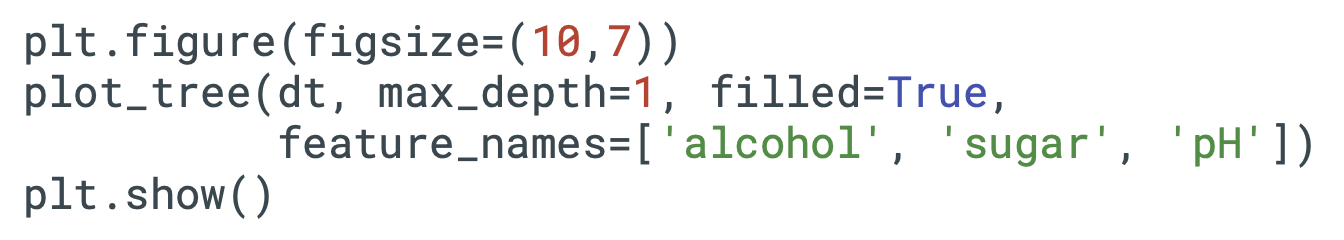 plt.figure(figsize=(10,7))
plot_tree(dt, max_depth=1, filled=True,
          feature_names=['alcohol', 'sugar', 'pH'])
plt.show()